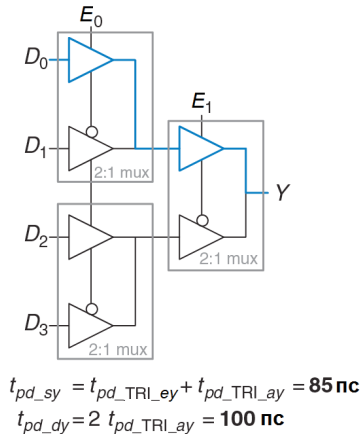 E0
D0
D1
2:1 mux
E1
Y
D2
2:1 mux
D3
2:1 mux
tpd_sy = tpd_TRI_ey + tpd_TRI_ay = 85 пс
tpd_dy = 2 tpd_TRI_ay = 100 пс